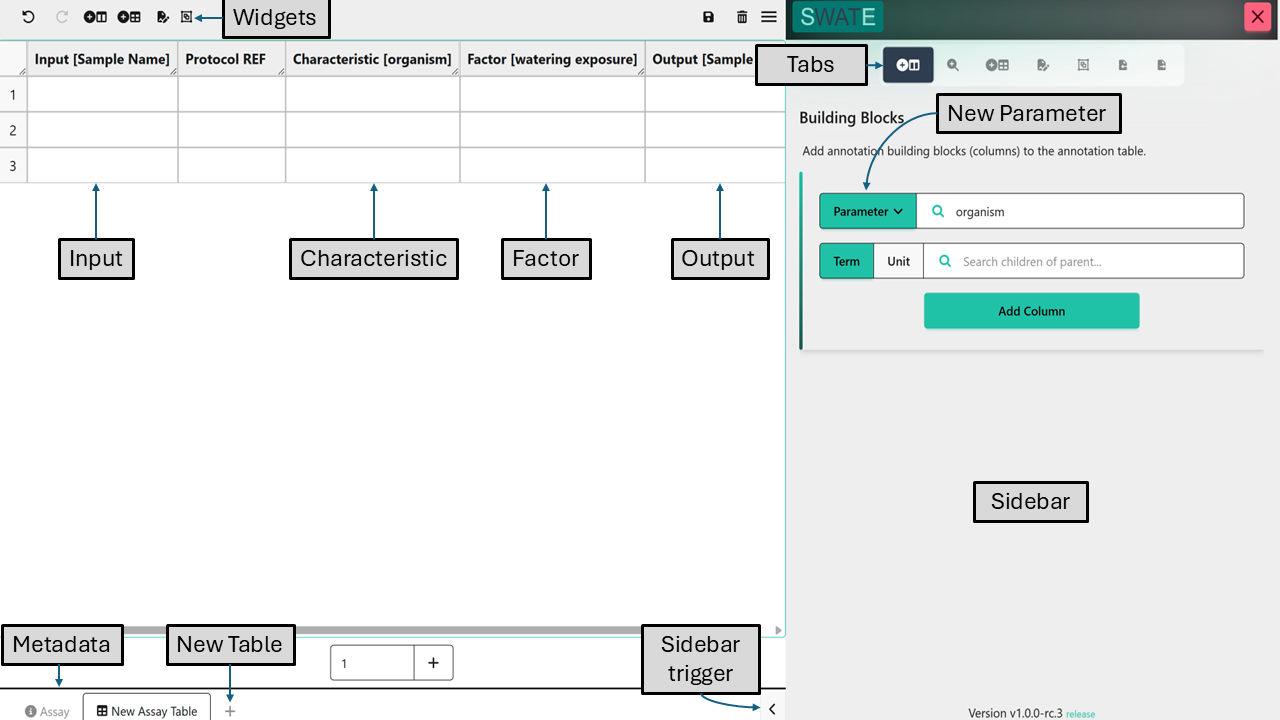 Widgets
SWATE
Input [Sample Name]
Protocol REF
Characteristic [organism]
Factor [watering exposure]
Output [Sample
Tabs
1
2
3
New Parameter
Building Blocks
Add annotation building blocks (columns) to the annotation table.
Parameter
organism
Input
Characteristic
Factor
Output
Term
Unit
Search children of parent...
Add Column
Sidebar
Metadata
New Table
1
+
Sidebar
trigger
Assay
New Assay Table
+
Version v1.0.0-rc.3 release